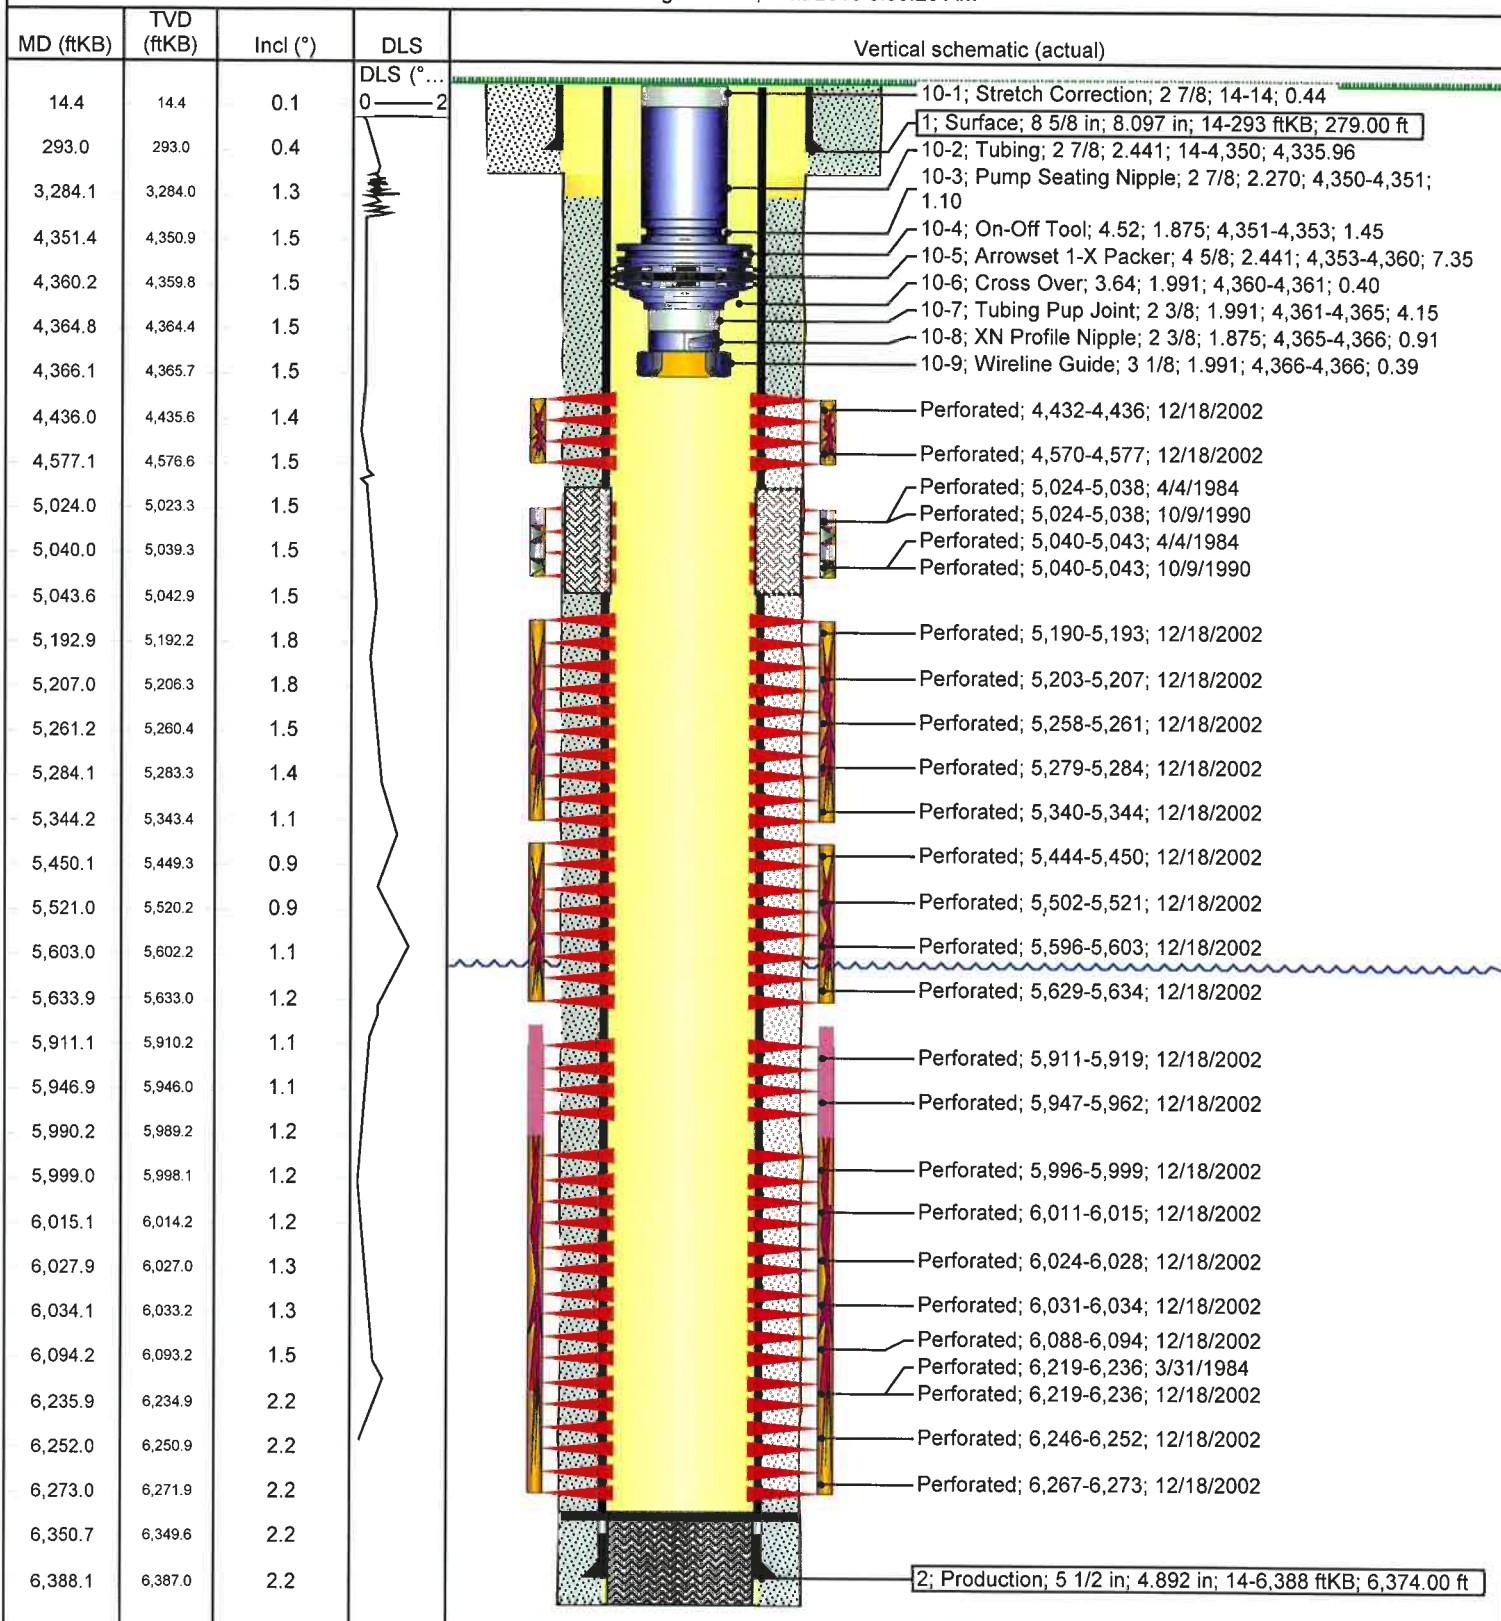 MD (ftKB)
TVD
(ftKB)
Incl (°)
DLS
Vertical schematic (actual)
DLS (°...
0 2
14.4 14.4 0.1
293.0 293.0 0.4
3,284.1 3,284.0 1.3
4,351.4 4,350.9 1.5
4,360.2 4,359.8 1.5
4,364.8 4,364.4 1.5
4,366.1 4,365.7 1.5
4,436.0 4,435.6 1.4
4,577.1 4,576.6 1.5
5,024.0 5,023.3 1.5
5,040.0 5,039.3 1.5
5,043.6 5,042.9 1.5
5,192.9 5,192.2 1.8
5,207.0 5,206.3 1.8
5,261.2 5,260.4 1.5
5,284.1 5,283.3 1.4
5,344.2 5,343.4 1.1
5,450.1 5,449.3 0.9
5,521.0 5,520.2 0.9
5,603.0 5,602.2 1.1
5,633.9 5,633.0 1.2
5,911.1 5,910.2 1.1
5,946.9 5,946.0 1.1
5,990.2 5,989.2 1.2
5,999.0 5,998.1 1.2
6,015.1 6,014.2 1.2
6,027.9 6,027.0 1.3
6,034.1 6,033.2 1.3
6,094.2 6,093.2 1.5
6,235.9 6,234.9 2.2
6,252.0 6,250.9 2.2
6,273.0 6,271.9 2.2
6,350.7 6,349.6 2.2
6,388.1 6,387.0 2.2
10-1; Stretch Correction; 2 7/8; 14-14; 0.44
1; Surface; 8 5/8 in; 8.097 in; 14-293 ftKB; 279.00 ft
10-2; Tubing; 2 7/8; 2.441; 14-4,350; 4,335.96
10-3; Pump Seating Nipple; 2 7/8; 2.270; 4,350-4,351;
1.10
10-4; On-Off Tool; 4.52; 1.875; 4,351-4,353; 1.45
10-5; Arrowset 1-X Packer; 4 5/8; 2.441; 4,353-4,360; 7.35
10-6; Cross Over; 3.64; 1.991; 4,360-4,361; 0.40
10-7; Tubing Pup Joint; 2 3/8; 1.991; 4,361-4,365; 4.15
10-8; XN Profile Nipple; 2 3/8; 1.875; 4,365-4,366; 0.91
10-9; Wireline Guide; 3 1/8; 1.991; 4,366-4,366; 0.39
Perforated; 4,432-4,436; 12/18/2002
Perforated; 4,570-4,577; 12/18/2002
Perforated; 5,024-5,038; 4/4/1984
Perforated; 5,024-5,038; 10/9/1990
Perforated; 5,040-5,043; 4/4/1984
Perforated; 5,040-5,043; 10/9/1990
Perforated; 5,190-5,193; 12/18/2002
Perforated; 5,203-5,207; 12/18/2002
Perforated; 5,258-5,261; 12/18/2002
Perforated; 5,279-5,284; 12/18/2002
Perforated; 5,340-5,344; 12/18/2002
Perforated; 5,444-5,450; 12/18/2002
Perforated; 5,502-5,521; 12/18/2002
Perforated; 5,596-5,603; 12/18/2002
Perforated; 5,629-5,634; 12/18/2002
Perforated; 5,911-5,919; 12/18/2002
Perforated; 5,947-5,962; 12/18/2002
Perforated; 5,996-5,999; 12/18/2002
Perforated; 6,011-6,015; 12/18/2002
Perforated; 6,024-6,028; 12/18/2002
Perforated; 6,031-6,034; 12/18/2002
Perforated; 6,088-6,094; 12/18/2002
Perforated; 6,219-6,236; 3/31/1984
Perforated; 6,219-6,236; 12/18/2002
Perforated; 6,246-6,252; 12/18/2002
Perforated; 6,267-6,273; 12/18/2002
2; Production; 5 1/2 in; 4.892 in; 14-6,388 ftKB; 6,374.00 ft